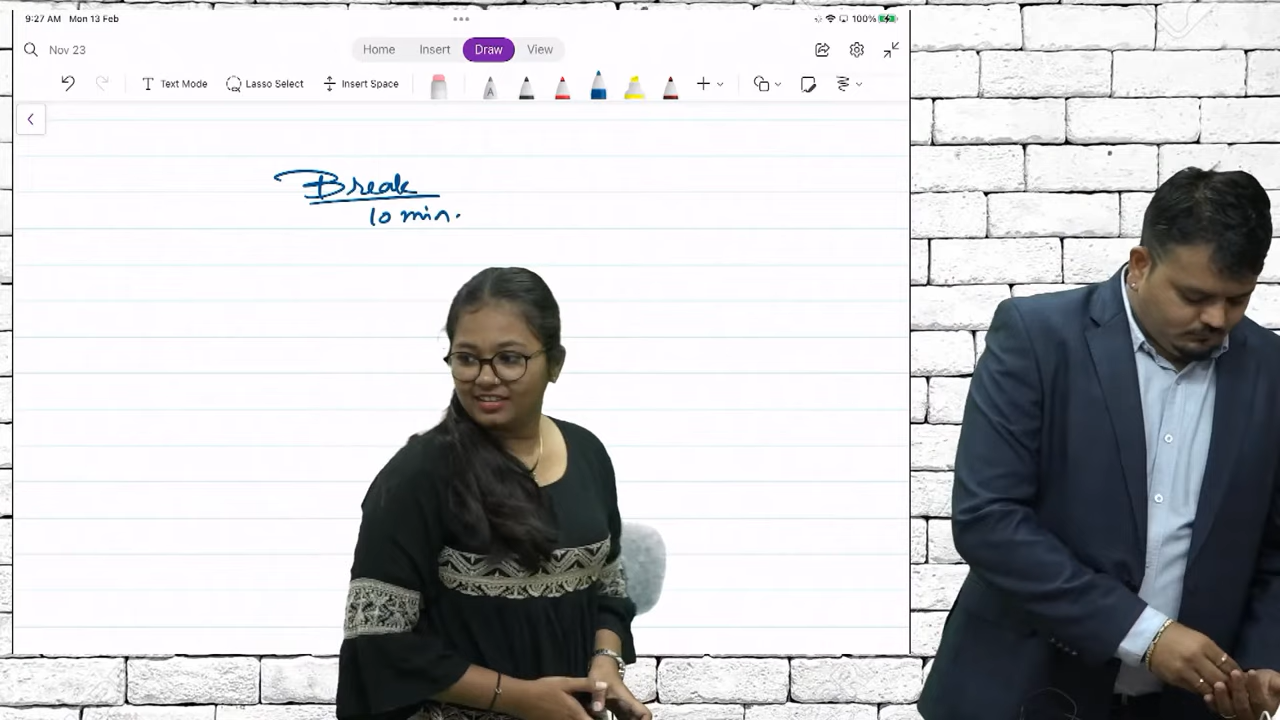 9:27 AM Mon 13 Feb
100%
Nov 23
Home Insert Draw View
Text Mode Lasso Select Insert Space
A
Break
10 min.